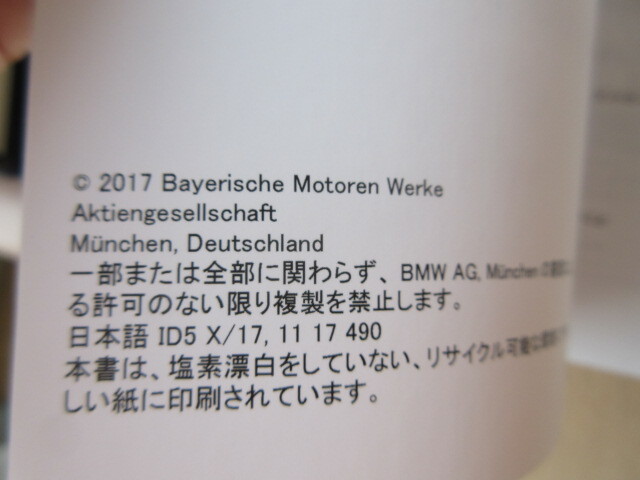 © 2017 Bayerische Motoren Werke
Aktiengesellschaft
München, Deutschland
一部または全部に関わらず、BMW AG, München の
る許可のない限り複製を禁止します。
日本語 ID5 X/17, 11 17 490
本書は、塩素漂白をしていない、リサイクル可能な
しい紙に印刷されています。